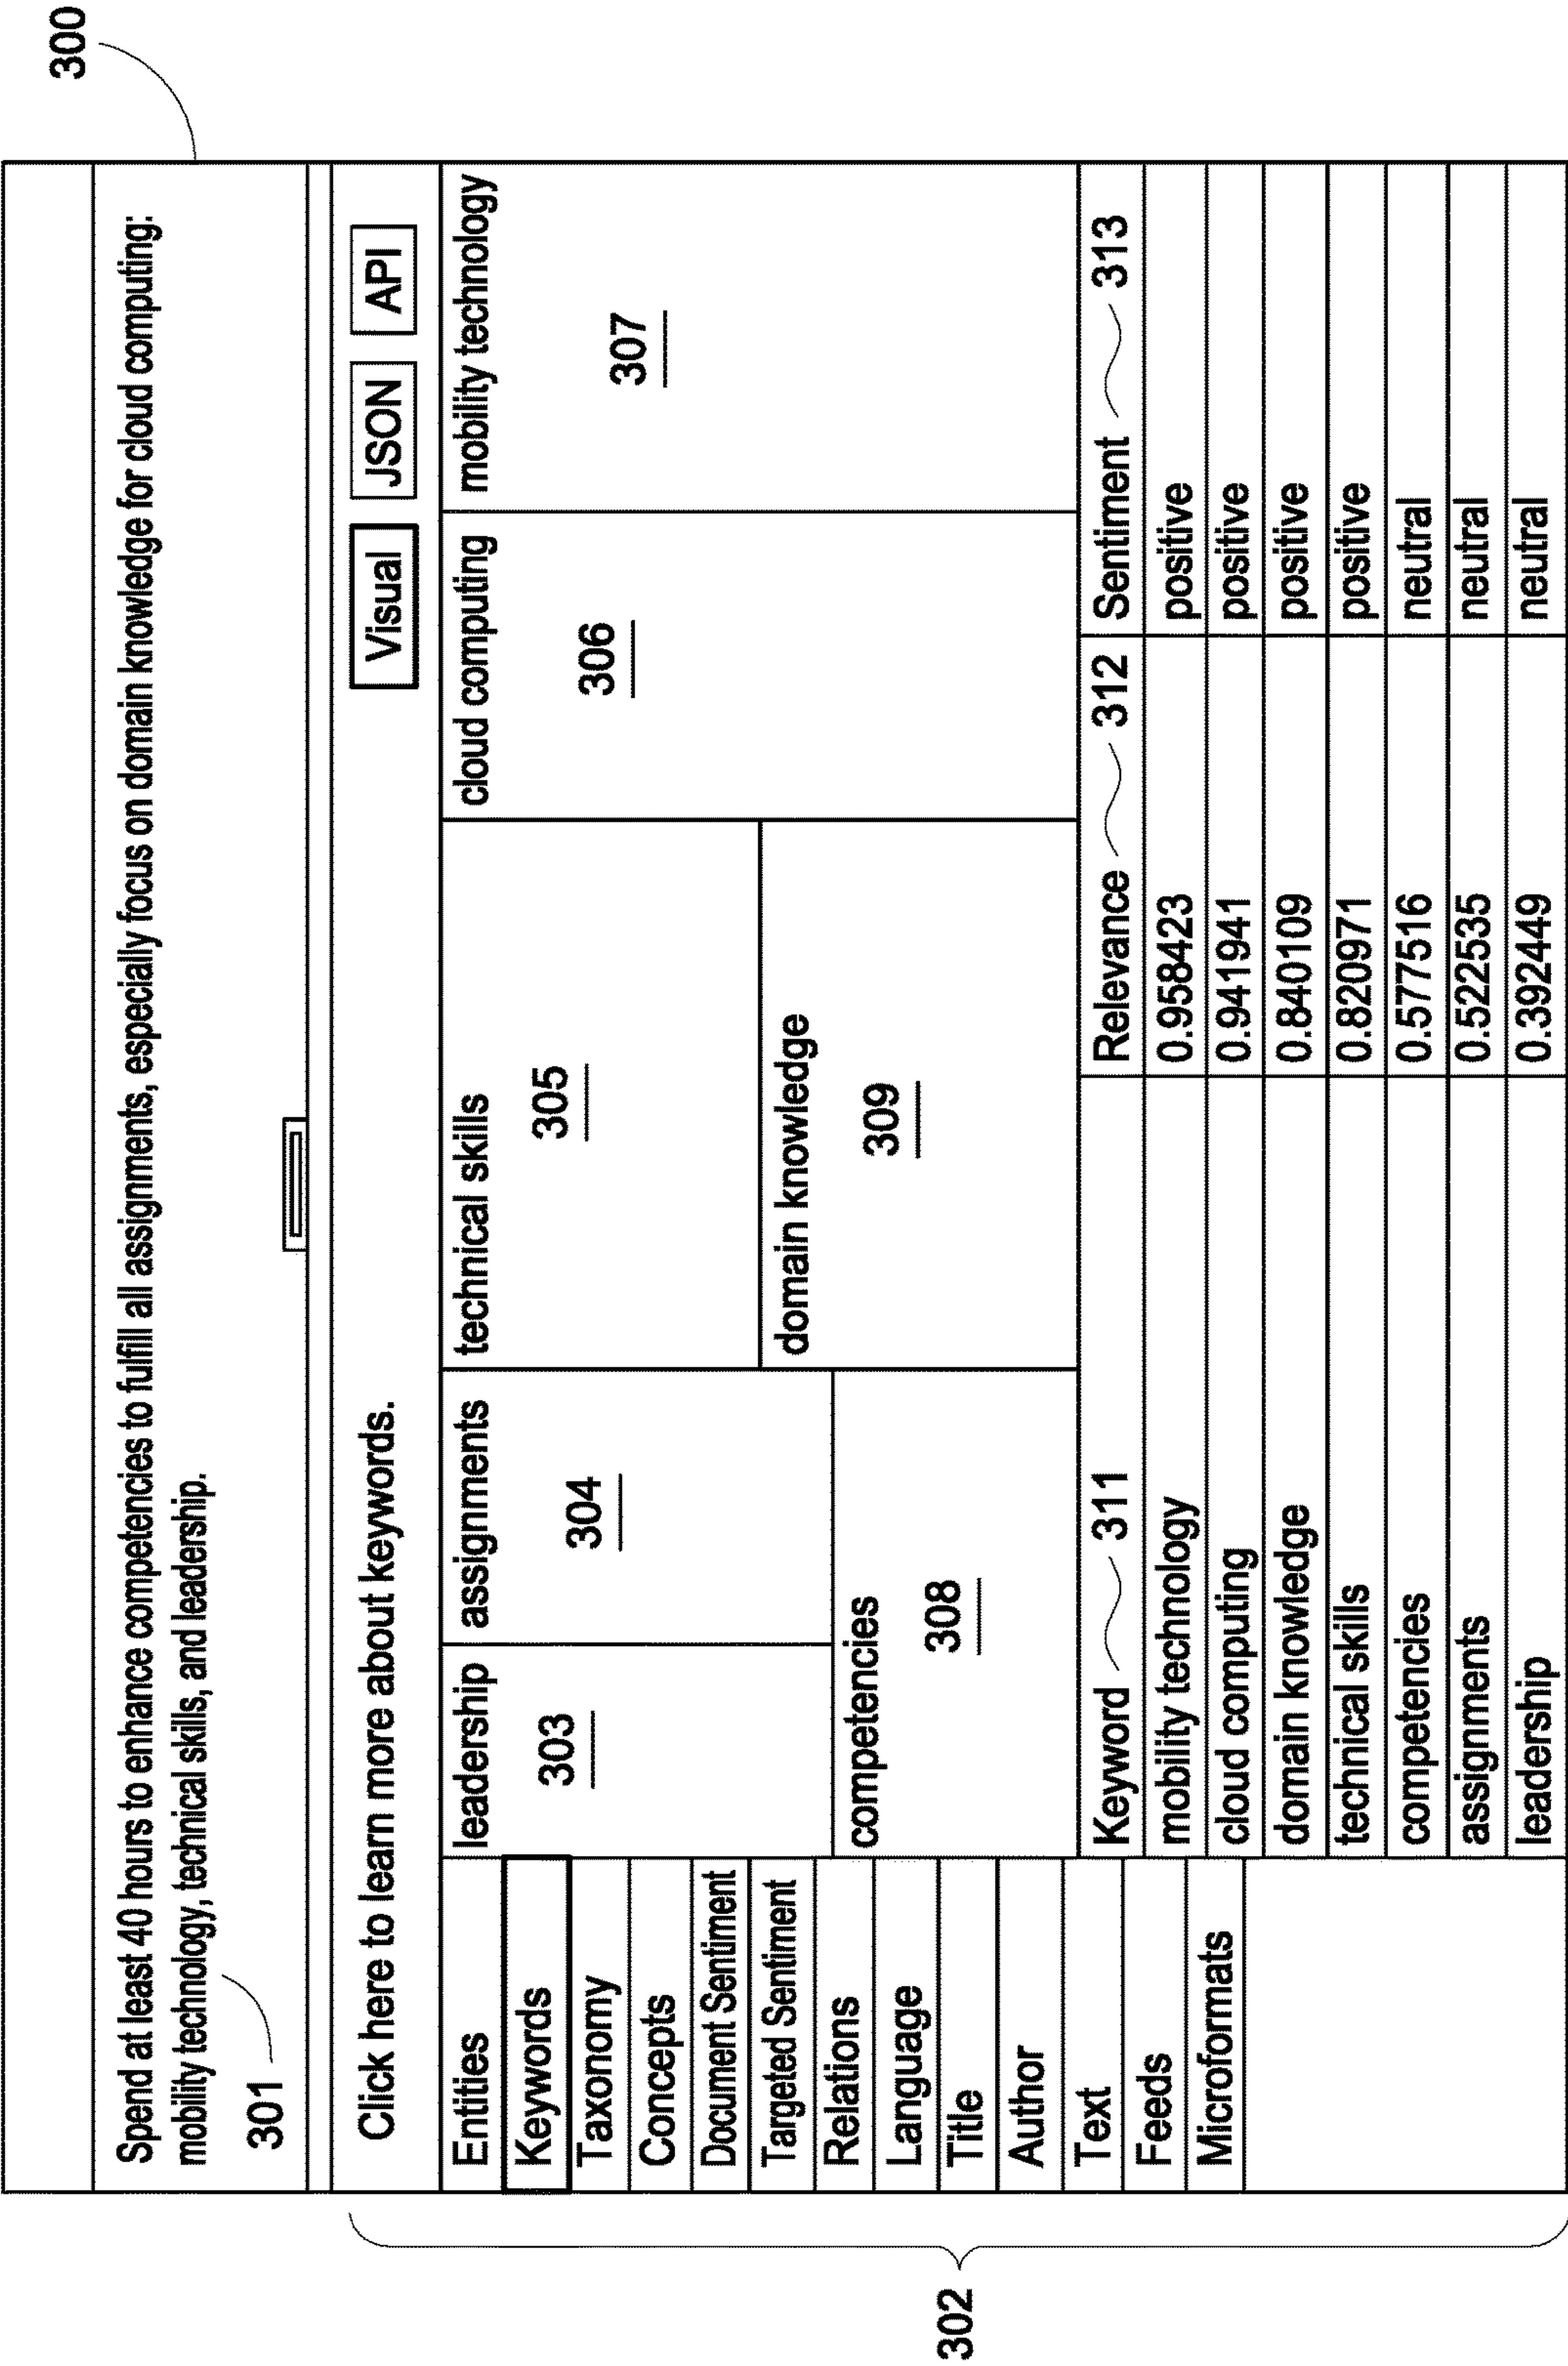 300
Spend at least 40 hours to enhance competencies to fulfill all assignments, especially focus on domain knowledge for cloud computing:
mobility technology, technical skills, and leadership.
301
Click here to learn more about keywords.
Visual
JSON
API
302
Entities
Keywords
Taxonomy
Concepts
Document Sentiment
Targeted Sentiment
Relations
Language
Title
Author
Text
Feeds
Microformats
leadership
303
assignments
304
technical skills
305
cloud computing
306
mobility technology
307
competencies
308
domain knowledge
309
Keyword 311 Relevance 312 Sentiment 313
mobility technology 0.958423 positive
cloud computing 0.941941 positive
domain knowledge 0.840109 positive
technical skills 0.820971 positive
competencies 0.577516 neutral
assignments 0.522535 neutral
leadership 0.392449 neutral